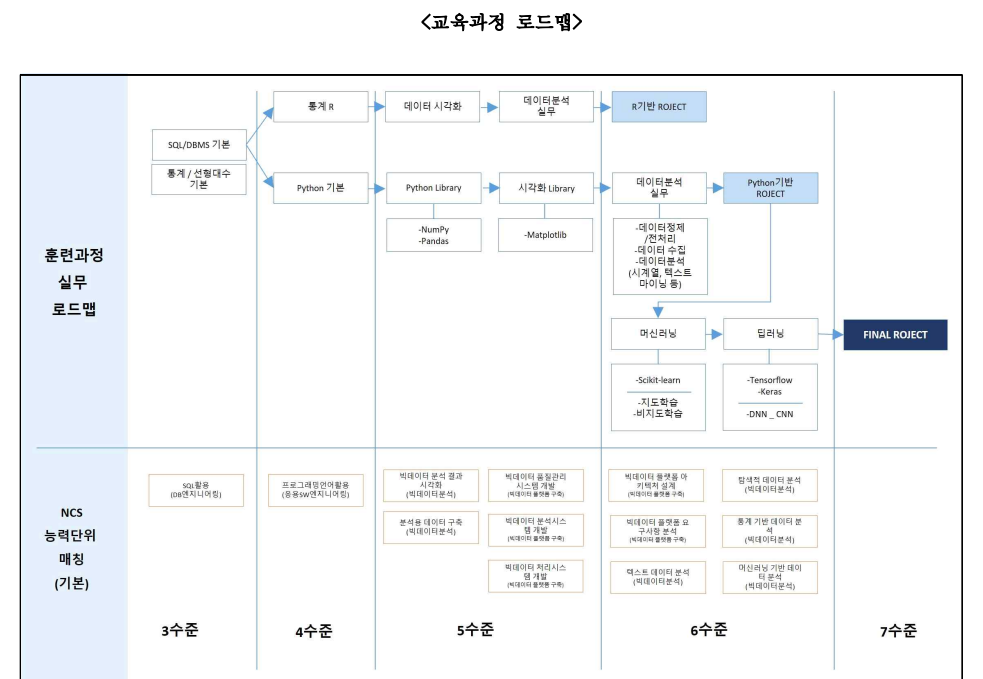 <교육과정 로드맵>
훈련과정
실무
로드맵
SQL/DBMS 기본
통계 / 선형대수
기본
통계 R
데이터 시각화
데이터분석
실무
R기반 ROJECT
Python 기본
Python Library
시각화 Library
데이터분석
실무
Python기반
ROJECT
-NumPy
-Pandas
-Matplotlib
-데이터정제
/전처리
-데이터 수집
-데이터분석
(시계열, 텍스트
마이닝 등)
머신러닝
딥러닝
FINAL ROJECT
-Scikit-learn
-지도학습
-비지도학습
-Tensorflow
-Keras
-DNN _ CNN
NCS
능력단위
매칭
(기본)
SQL활용
(DB엔지니어링)
프로그래밍언어활용
(응용SW엔지니어링)
빅데이터 분석 결과
시각화
(빅데이터분석)
분석용 데이터 구축
(빅데이터분석)
빅데이터 품질관리
시스템 개발
(빅데이터 플랫폼 구축)
빅데이터 분석시스
템 개발
(빅데이터 플랫폼 구축)
빅데이터 처리시스
템 개발
(빅데이터 플랫폼 구축)
빅데이터 플랫폼 아
키텍처 설계
(빅데이터 플랫폼 구축)
빅데이터 플랫폼 요
구사항 분석
(빅데이터 플랫폼 구축)
텍스트 데이터 분석
(빅데이터분석)
탐색적 데이터 분석
(빅데이터분석)
통계 기반 데이터 분
석
(빅데이터분석)
머신러닝 기반 데이
터 분석
(빅데이터분석)
3수준
4수준
5수준
6수준
7수준